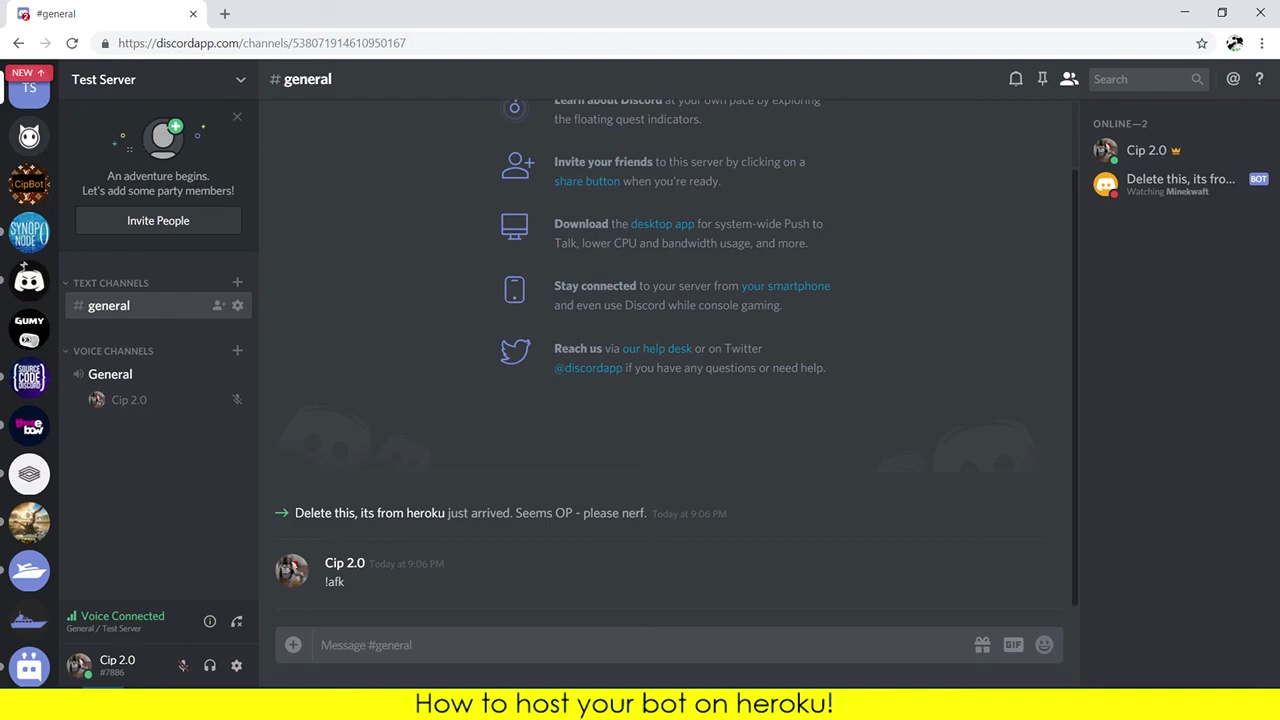 #general
https://discordapp.com/channels/538071914610950167
NEW ↑
TS
CipBot
SYNOP
NODE
GUMY
SOURCE
CODE
DISCORD
Test Server
An adventure begins.
Let's add some party members!
Invite People
TEXT CHANNELS
# general
VOICE CHANNELS
General
Cip 2.0
Voice Connected
General / Test Server
Cip 2.0
#7886
# general
Search
Learn about Discord at your own pace by exploring
the floating quest indicators.
Invite your friends to this server by clicking on a
share button when you're ready.
Download the desktop app for system-wide Push to
Talk, lower CPU and bandwidth usage, and more.
Stay connected to your server from your smartphone
and even use Discord while console gaming.
Reach us via our help desk or on Twitter
@discordapp if you have any questions or need help.
Delete this, its from heroku just arrived. Seems OP - please nerf. Today at 9:06 PM
Cip 2.0 Today at 9:06 PM
!afk
Message #general
GIF
ONLINE—2
Cip 2.0
Delete this, its fro... BOT
Watching Minekwaft
How to host your bot on heroku!